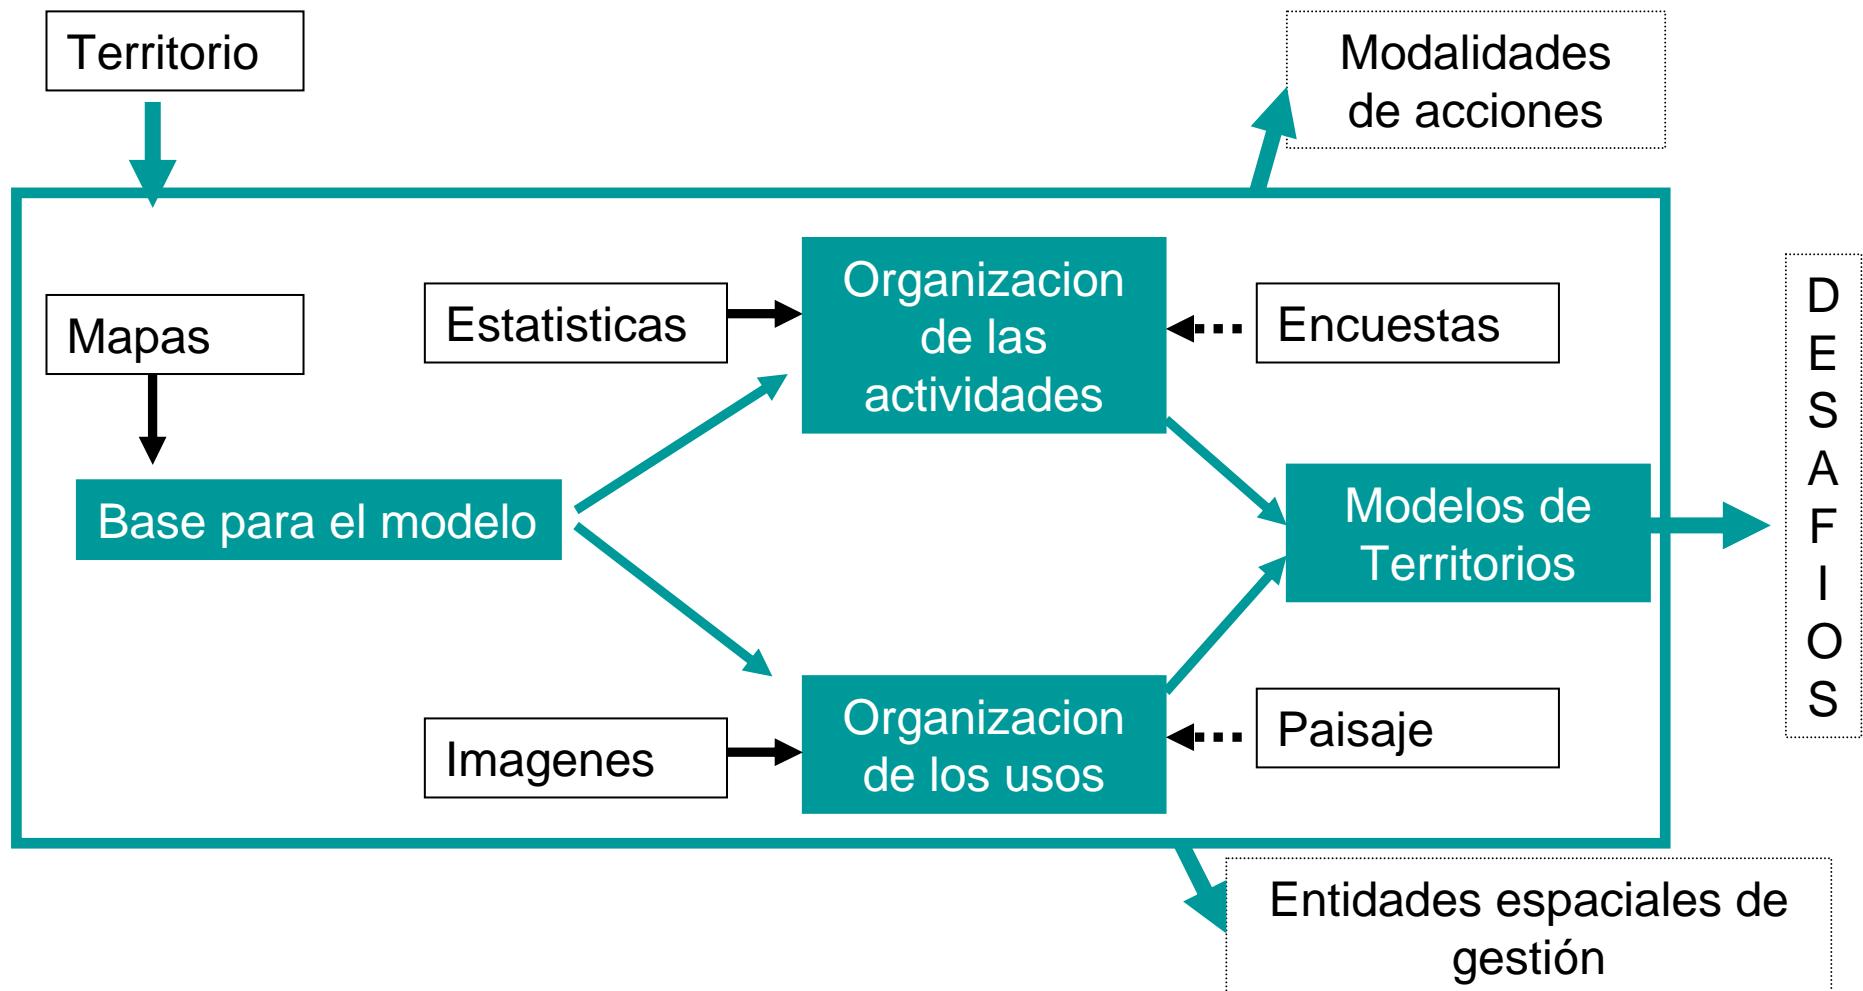 Territorio
Modalidades
de acciones
Mapas
Estatisticas
Organizacion
de las
actividades
Encuestas
Base para el modelo
Modelos de
Territorios
Imagenes
Organizacion
de los usos
Paisaje
D
E
S
A
F
I
O
S
Entidades espaciales de
gestión